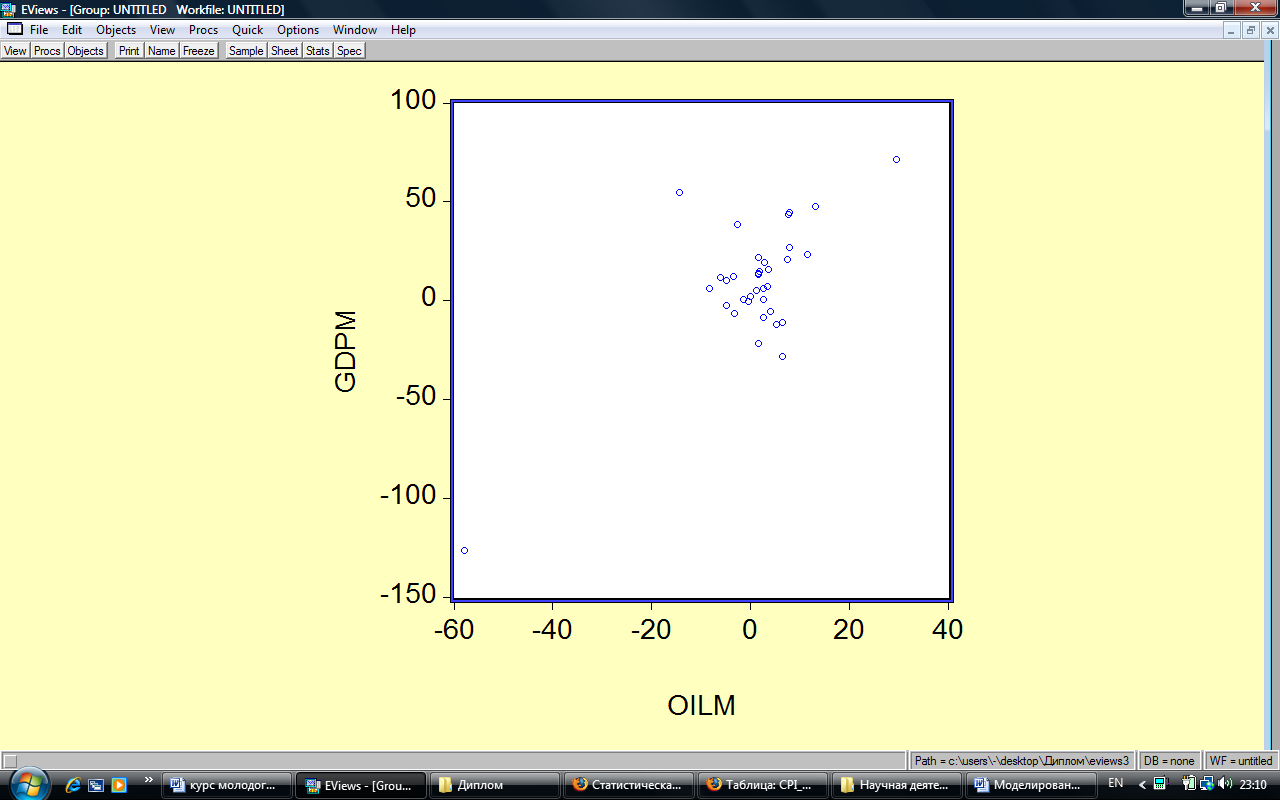 EViews - [Group: UNTITLED Workfile: UNTITLED]
File Edit Objects View Procs Quick Options Window Help
View Procs Objects Print Name Freeze Sample Sheet Stats Spec
100
50
0
-50
-100
-150
GDPM
-60 -40 -20 0 20 40
OILM
Path = c:\users\-\desktop\Диплом\eviews3 DB = none WF = untitled
курс молодог... EViews - [Grou... Диплом Статистическа... Таблица: CPI_... Научная деяте... Моделирован... EN 23:10